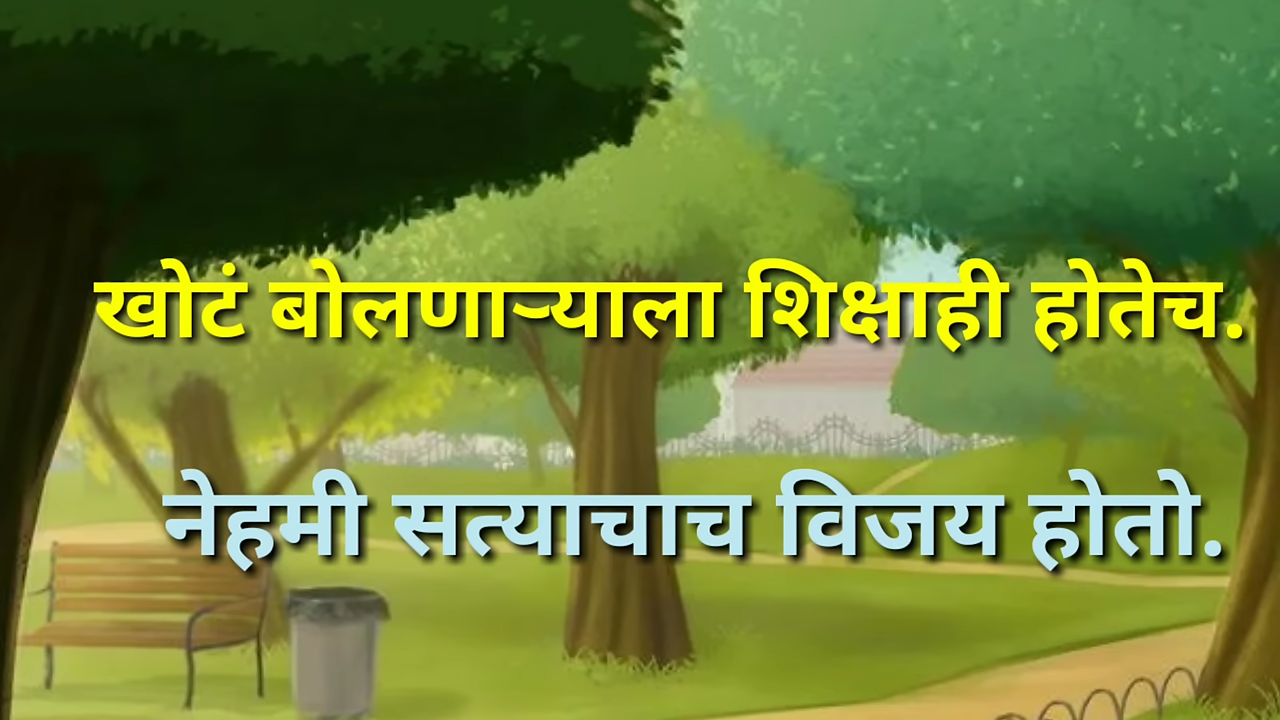 खोटं बोलणाऱ्याला शिक्षाही होतेच.
नेहमी सत्याचाच विजय होतो.